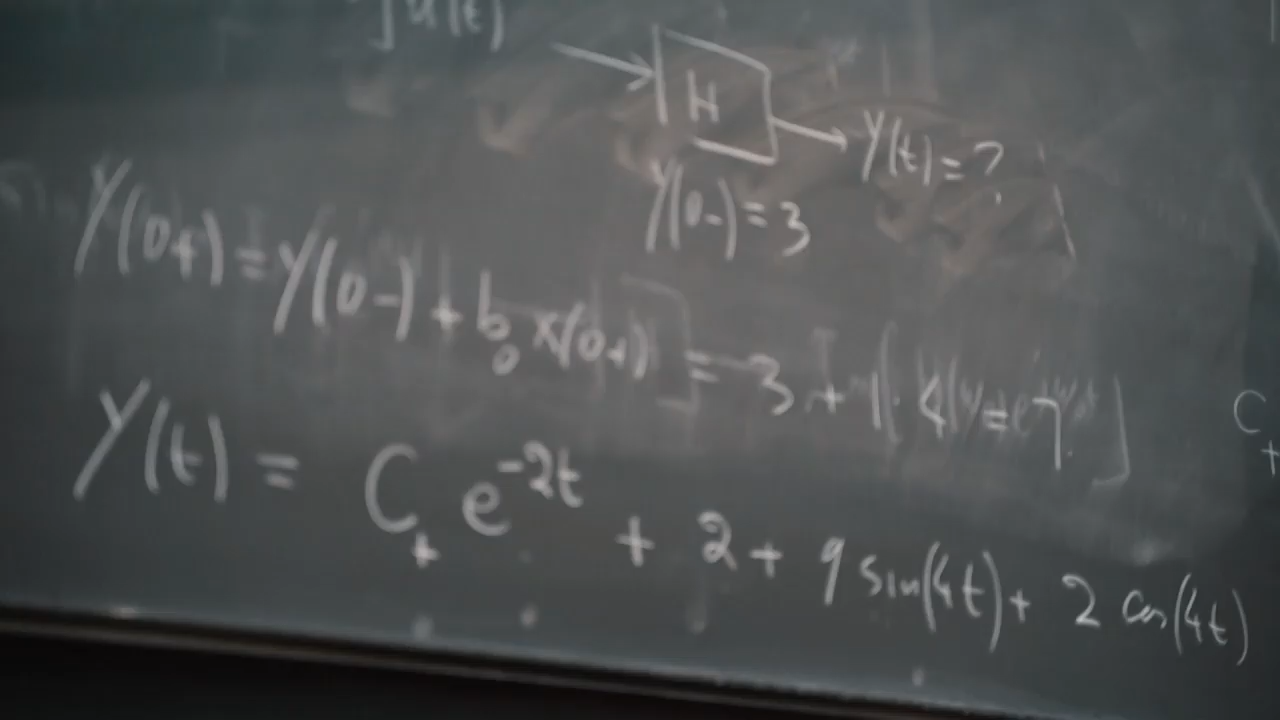 u(t)
H
Y(t) = ?
Y(0-) = 3
Y(0+) = Y(0-) + b₀ x(0+) = 3 + 1 · 4 = 7
Y(t) = C₊ e^-2t + 2 + 9 sin(4t) + 2 cos(4t)
C₊